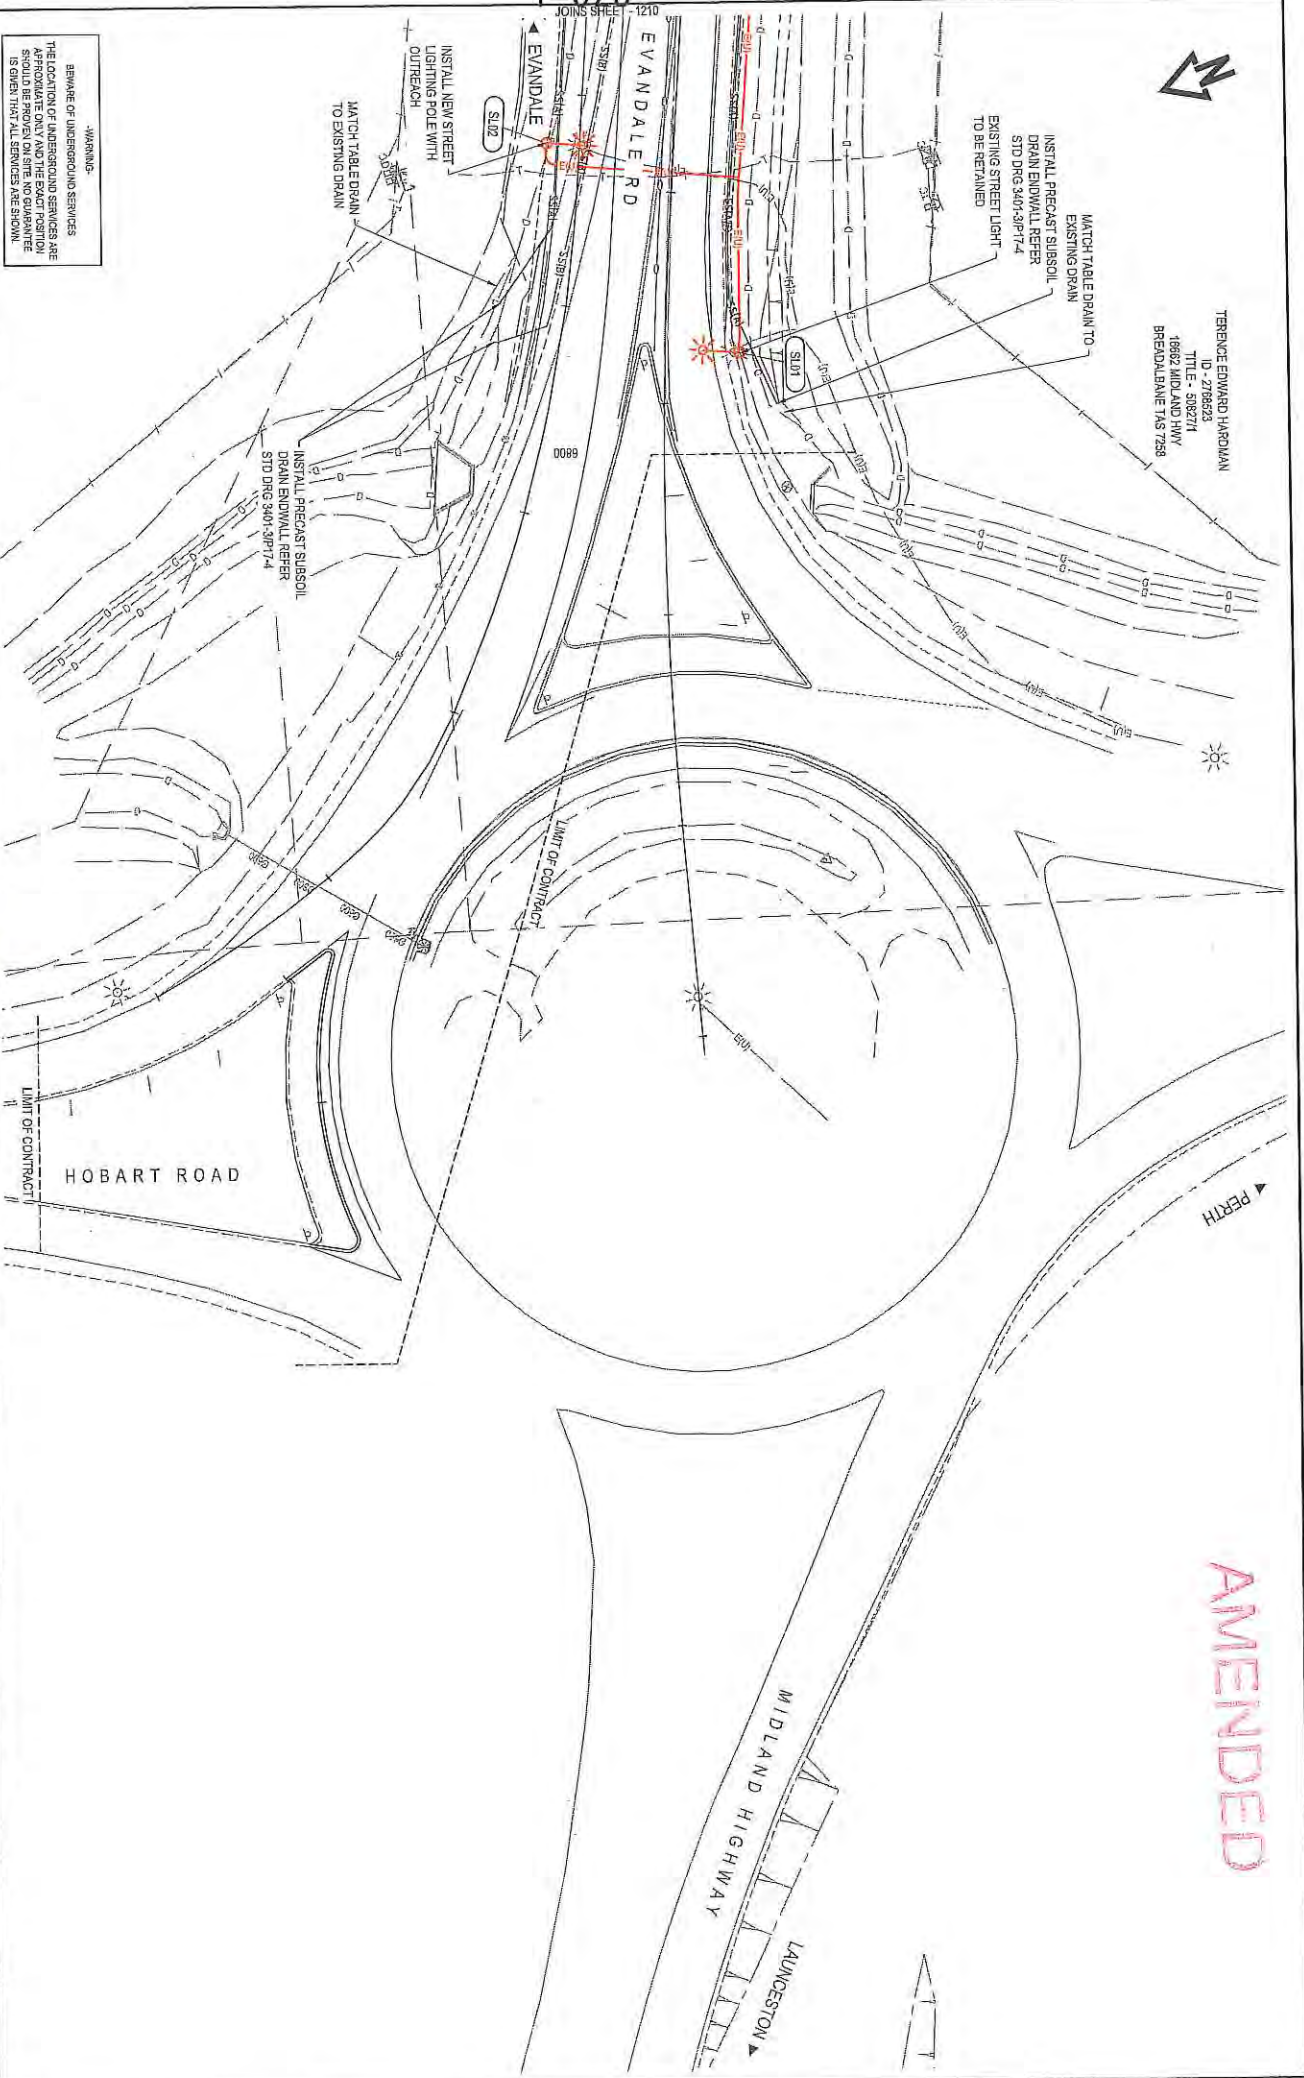 JOINS SHEET - 1210
TERENCE EDWARD HARDMAN
ID - 2768523
TITLE - 50827/1
16662 MIDLAND HWY
BREADALBANE TAS 7258
MATCH TABLE DRAIN TO
EXISTING DRAIN
INSTALL PRECAST SUBSOIL
DRAIN ENDWALL REFER
STD DRG 3401-3/P17-4
EXISTING STREET LIGHT
TO BE RETAINED
SL01
EVANDALE RD
◄ EVANDALE
SL02
INSTALL NEW STREET
LIGHTING POLE WITH
OUTREACH
MATCH TABLE DRAIN
TO EXISTING DRAIN
-WARNING-
BEWARE OF UNDERGROUND SERVICES
THE LOCATION OF UNDERGROUND SERVICES ARE
APPROXIMATE ONLY AND THE EXACT POSITION
SHOULD BE PROVEN ON SITE. NO GUARANTEE
IS GIVEN THAT ALL SERVICES ARE SHOWN.
INSTALL PRECAST SUBSOIL
DRAIN ENDWALL REFER
STD DRG 3401-3/P17-4
LIMIT OF CONTRACT
E(U)
HOBART ROAD
LIMIT OF CONTRACT
PERTH ►
AMENDED
MIDLAND HIGHWAY
LAUNCESTON ►